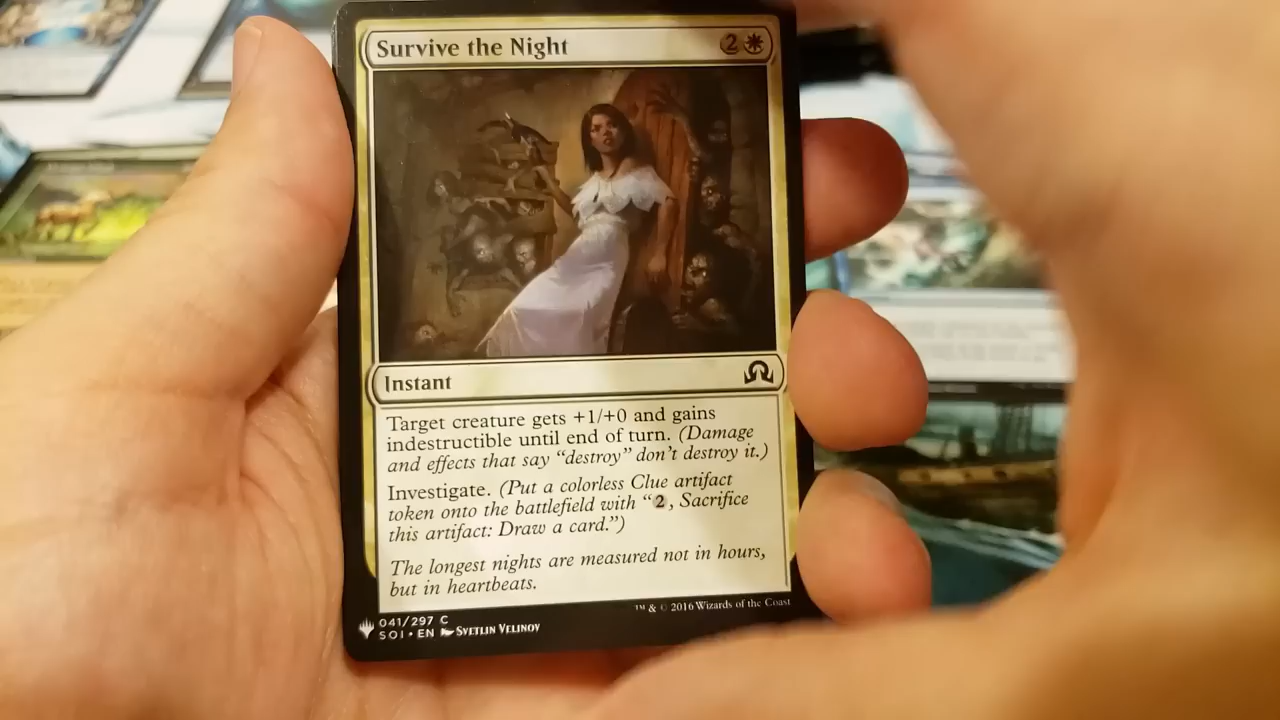 Survive the Night 2
Instant
Target creature gets +1/+0 and gains
indestructible until end of turn. (Damage
and effects that say “destroy” don’t destroy it.)
Investigate. (Put a colorless Clue artifact
token onto the battlefield with “2, Sacrifice
this artifact: Draw a card.”)
The longest nights are measured not in hours,
but in heartbeats.
™ & © 2016 Wizards of the Coast
041/297 C
SOI • EN Svetlin Velinov